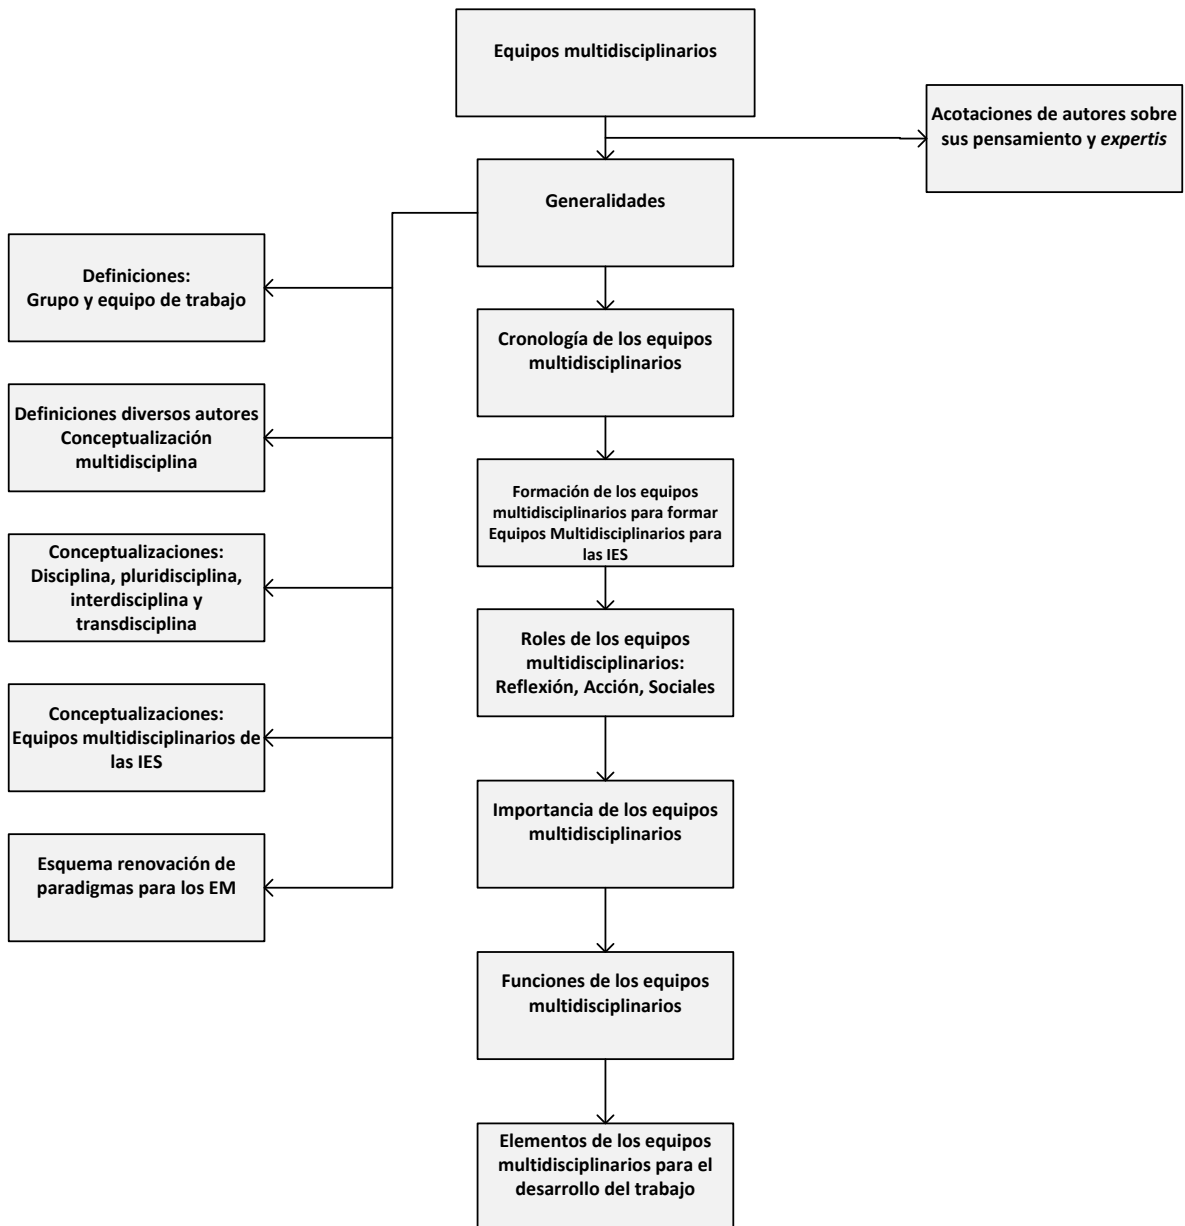 Equipos multidisciplinarios
Acotaciones de autores sobre
sus pensamiento y expertis
Generalidades
Definiciones:
Grupo y equipo de trabajo
Cronología de los equipos
multidisciplinarios
Definiciones diversos autores
Conceptualización
multidisciplina
Formación de los equipos
multidisciplinarios para formar
Equipos Multidisciplinarios para
las IES
Conceptualizaciones:
Disciplina, pluridisciplina,
interdisciplina y
transdisciplina
Roles de los equipos
multidisciplinarios:
Reflexión, Acción, Sociales
Conceptualizaciones:
Equipos multidisciplinarios de
las IES
Importancia de los equipos
multidisciplinarios
Esquema renovación de
paradigmas para los EM
Funciones de los equipos
multidisciplinarios
Elementos de los equipos
multidisciplinarios para el
desarrollo del trabajo